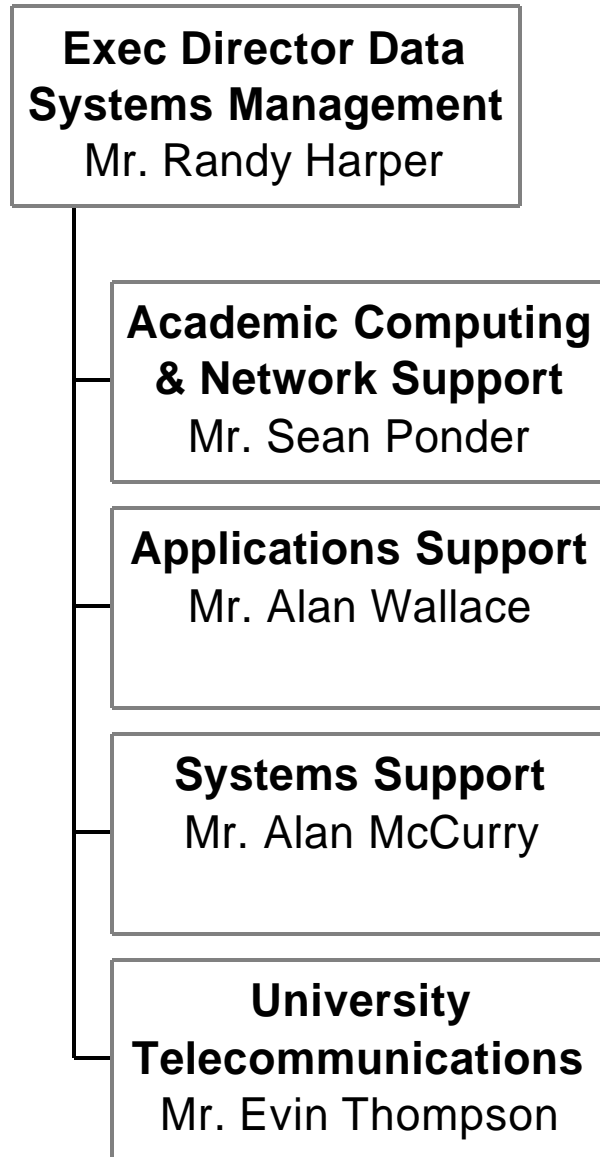 Exec Director Data
Systems Management
Mr. Randy Harper
Academic Computing
& Network Support
Mr. Sean Ponder
Applications Support
Mr. Alan Wallace
Systems Support
Mr. Alan McCurry
University
Telecommunications
Mr. Evin Thompson